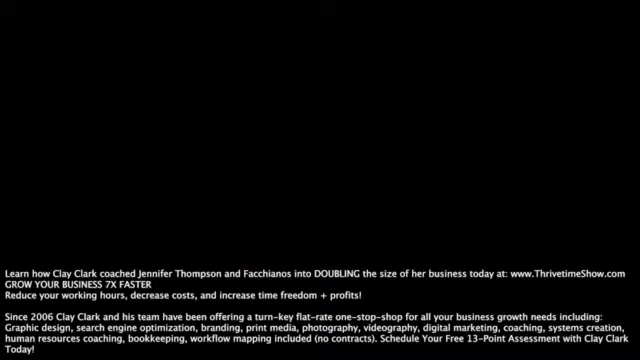 Learn how Clay Clark coached Jennifer Thompson and Facchianos into DOUBLING the size of her business today at: www.ThrivetimeShow.com
GROW YOUR BUSINESS 7X FASTER
Reduce your working hours, decrease costs, and increase time freedom + profits!
Since 2006 Clay Clark and his team have been offering a turn-key flat-rate one-stop-shop for all your business growth needs including:
Graphic design, search engine optimization, branding, print media, photography, videography, digital marketing, coaching, systems creation,
human resources coaching, bookkeeping, workflow mapping included (no contracts). Schedule Your Free 13-Point Assessment with Clay Clark
Today!